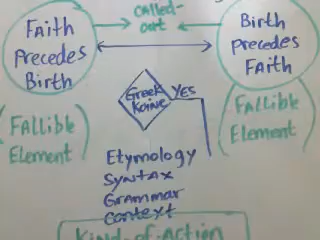 called-
out
Faith
Precedes
Birth
Birth
precedes
Faith
Greek
Koine
Yes
(Fallible
Element)
(Fallible
Element)
Etymology
Syntax
Grammar
Context
Kind-of-Action